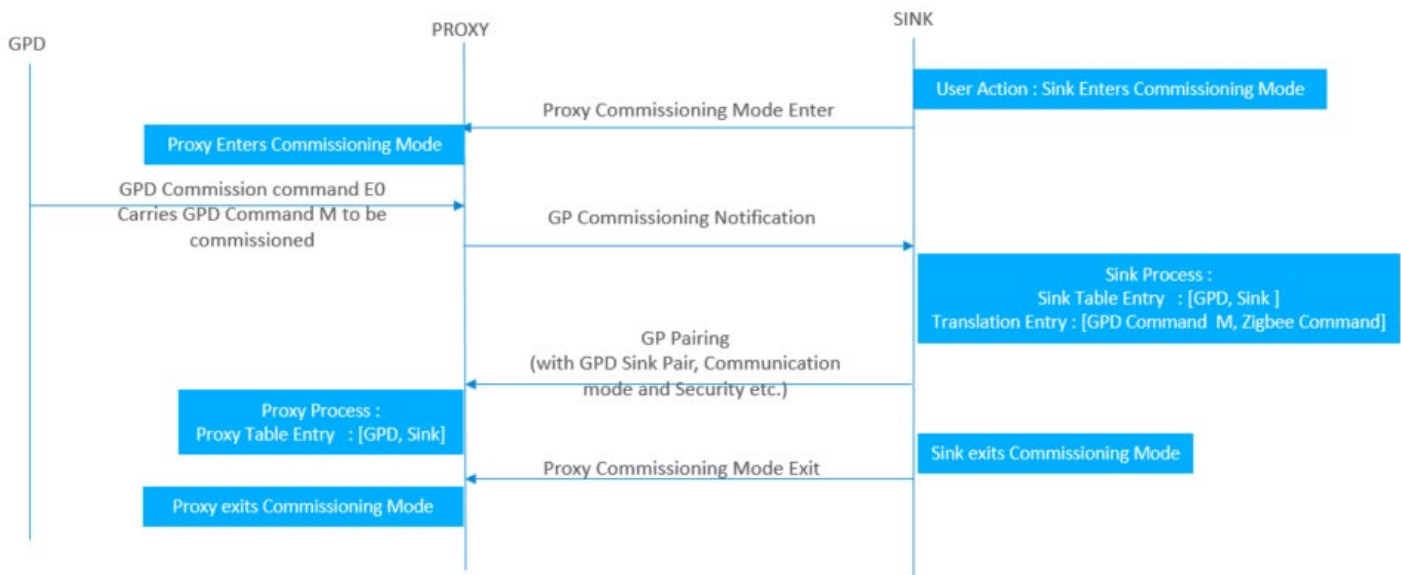 SINK
PROXY
GPD
User Action : Sink Enters Commissioning Mode
Proxy Commissioning Mode Enter
Proxy Enters Commissioning Mode
GPD Commission command E0
Carries GPD Command M to be
commissioned
GP Commissioning Notification
Sink Process :
Sink Table Entry : [GPD, Sink ]
Translation Entry : [GPD Command M, Zigbee Command]
GP Pairing
(with GPD Sink Pair, Communication
mode and Security etc.)
Proxy Process :
Proxy Table Entry : [GPD, Sink]
Sink exits Commissioning Mode
Proxy Commissioning Mode Exit
Proxy exits Commissioning Mode